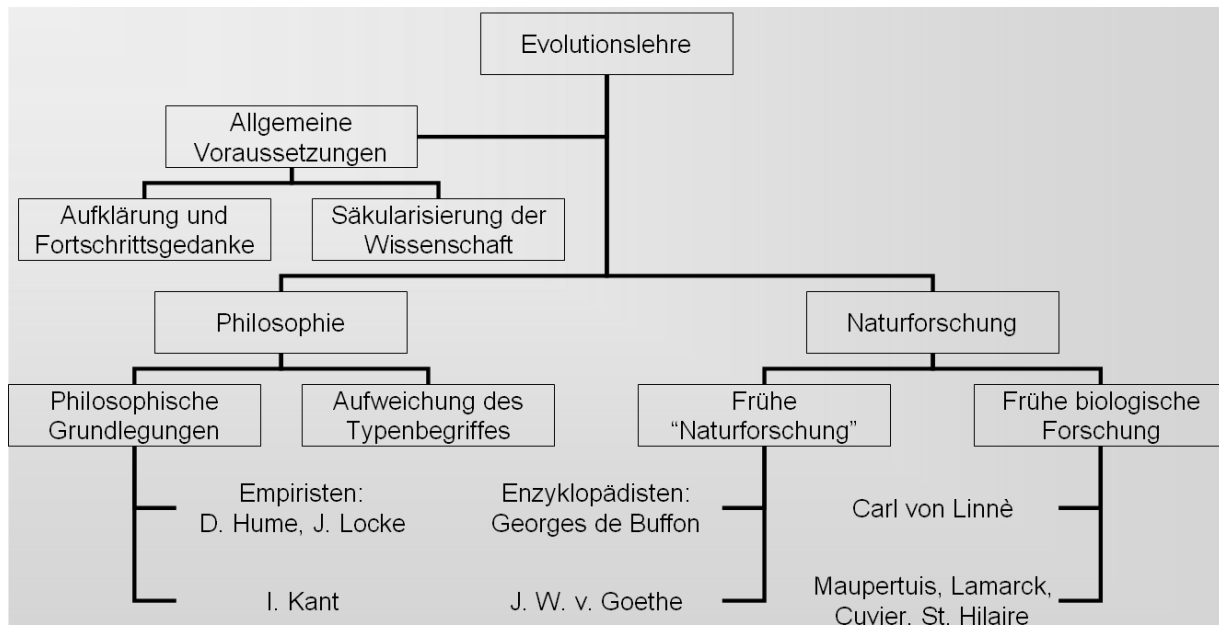 Evolutionslehre
Allgemeine
Voraussetzungen
Aufklärung und
Fortschrittsgedanke
Säkularisierung der
Wissenschaft
Philosophie
Naturforschung
Philosophische
Grundlegungen
Aufweichung des
Typenbegriffes
Frühe
“Naturforschung”
Frühe biologische
Forschung
Empiristen:
D. Hume, J. Locke
Enzyklopädisten:
Georges de Buffon
Carl von Linnè
I. Kant
J. W. v. Goethe
Maupertuis, Lamarck,
Cuvier, St. Hilaire